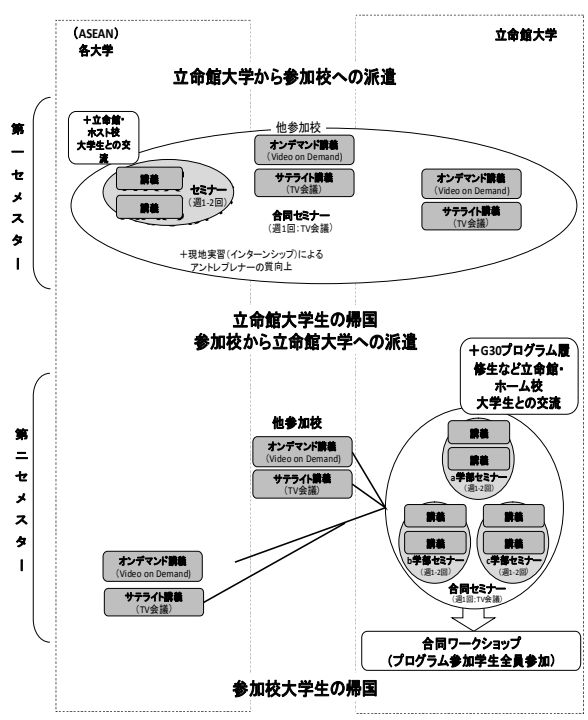 (ASEAN)
各大学
立命館大学
立命館大学から参加校への派遣
第一セメスター
＋立命館・
ホスト校
大学生との交
流
講義
講義
セミナー
(週1-2回)
他参加校
オンデマンド講義
(Video on Demand)
サテライト講義
(TV会議)
合同セミナー
(週1回:TV会議)
オンデマンド講義
(Video on Demand)
サテライト講義
(TV会議)
＋現地実習(インターンシップ)による
アントレプレナーの質向上
立命館大学生の帰国
参加校から立命館大学への派遣
第二セメスター
＋G30プログラム履
修生など立命館・
ホーム校
大学生との交流
他参加校
オンデマンド講義
(Video on Demand)
サテライト講義
(TV会議)
オンデマンド講義
(Video on Demand)
サテライト講義
(TV会議)
講義
講義
a学部セミナー
(週1-2回)
講義
講義
b学部セミナー
(週1-2回)
講義
講義
c学部セミナー
(週1-2回)
合同セミナー
(週1回:TV会議)
合同ワークショップ
(プログラム参加学生全員参加)
参加校大学生の帰国